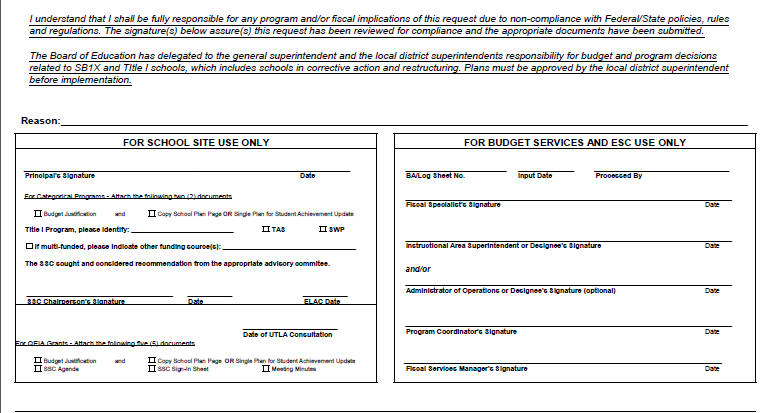 I understand that I shall be fully responsible for any program and/or fiscal implications of this request due to non-compliance with Federal/State policies, rules
and regulations. The signature(s) below assure(s) this request has been reviewed for compliance and the appropriate documents have been submitted.
The Board of Education has delegated to the general superintendent and the local district superintendents responsibility for budget and program decisions
related to SB1X and Title I schools, which includes schools in corrective action and restructuring. Plans must be approved by the local district superintendent
before implementation.
Reason:
FOR SCHOOL SITE USE ONLY
Principal's Signature Date
For Categorical Programs - Attach the following two (2) documents
Budget Justification and Copy School Plan Page OR Single Plan for Student Achievement Update
Title I Program, please identify: TAS SWP
If multi-funded, please indicate other funding source(s):
The SSC sought and considered recommendation from the appropriate advisory committee.
SSC Chairperson's Signature Date ELAC Date
Date of UTLA Consultation
For QEIA Grants - Attach the following five (5) documents
Budget Justification and Copy School Plan Page OR Single Plan for Student Achievement Update
SSC Agenda SSC Sign-in Sheet Meeting Minutes
FOR BUDGET SERVICES AND ESC USE ONLY
BA/Log Sheet No. Input Date Processed By
Fiscal Specialist's Signature Date
Instructional Area Superintendent or Designee's Signature Date
and/or
Administrator of Operations or Designee's Signature (optional) Date
Program Coordinator's Signature Date
Fiscal Services Manager's Signature Date